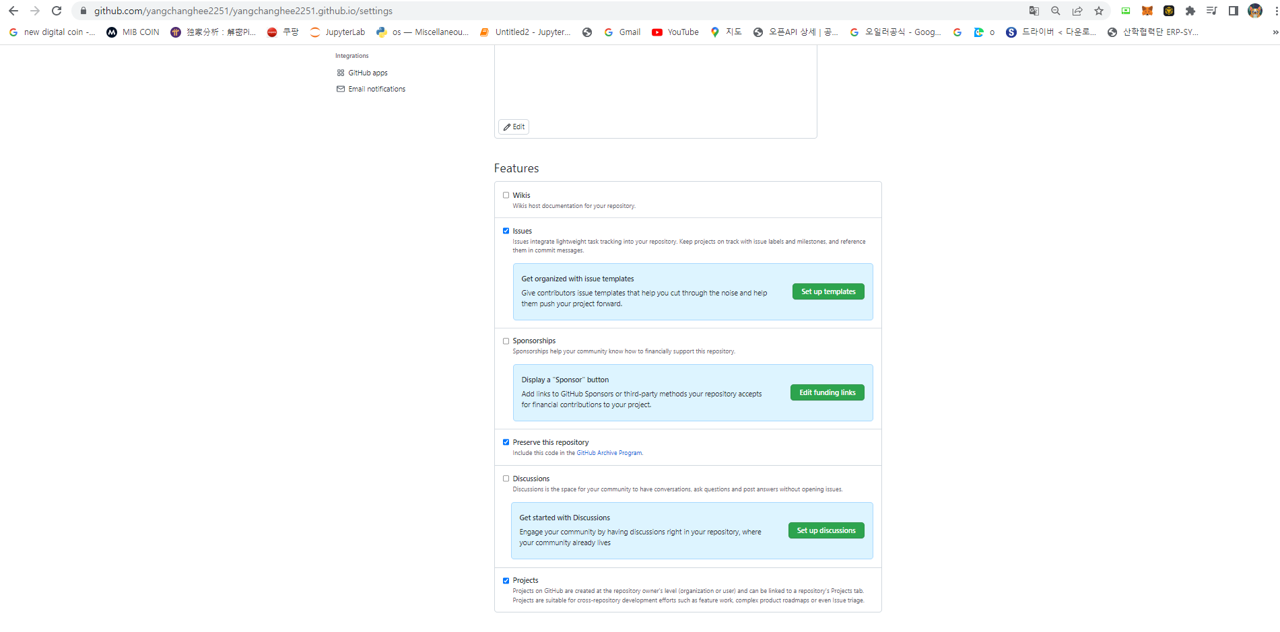 github.com/yangchanghee2251/yangchanghee2251.github.io/settings
new digital coin -...
MIB COIN
独家分析：解密Pi...
쿠팡
JupyterLab
os — Miscellaneou...
Untitled2 - Jupyter...
Gmail
YouTube
지도
오픈API 상세 | 공...
오일러공식 - Goog...
o
드라이버 < 다운로...
산학협력단 ERP-SY...
»
Integrations
GitHub apps
Email notifications
Edit
Features
Wikis
Wikis host documentation for your repository.
Issues
Issues integrate lightweight task tracking into your repository. Keep projects on track with issue labels and milestones, and reference
them in commit messages.
Get organized with issue templates
Give contributors issue templates that help you cut through the noise and help
them push your project forward.
Set up templates
Sponsorships
Sponsorships help your community know how to financially support this repository.
Display a "Sponsor" button
Add links to GitHub Sponsors or third-party methods your repository accepts
for financial contributions to your project.
Edit funding links
Preserve this repository
Include this code in the GitHub Archive Program.
Discussions
Discussions is the space for your community to have conversations, ask questions and post answers without opening issues.
Get started with Discussions
Engage your community by having discussions right in your repository, where
your community already lives
Set up discussions
Projects
Projects on GitHub are created at the repository owner's level (organization or user) and can be linked to a repository's Projects tab.
Projects are suitable for cross-repository development efforts such as feature work, complex product roadmaps or even Issue triage.